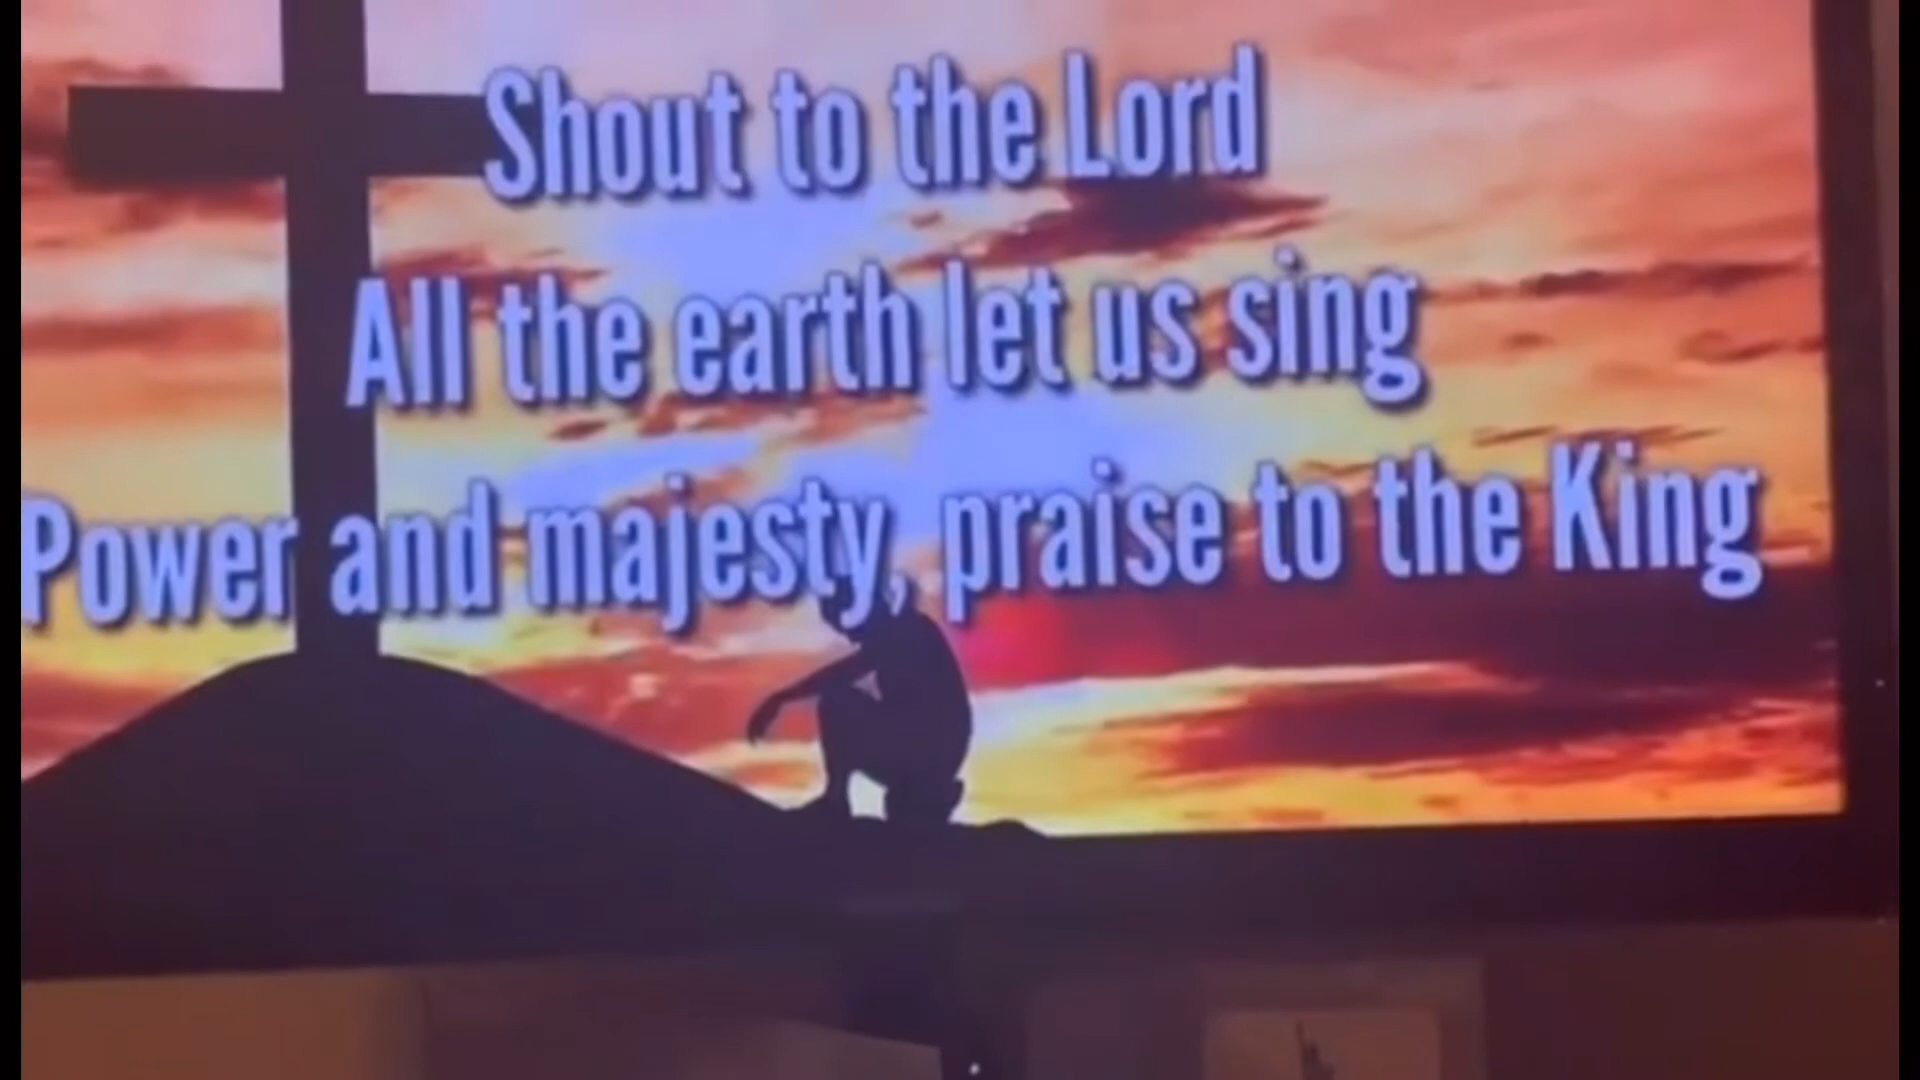 Shout to the Lord
All the earth let us sing
Power and majesty, praise to the King